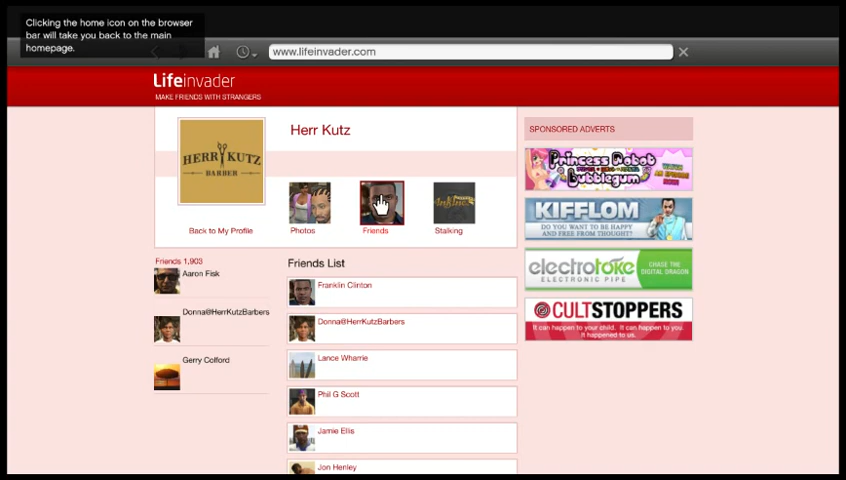 Clicking the home icon on the browser
bar will take you back to the main
homepage.
www.lifeinvader.com
Lifeinvader
MAKE FRIENDS WITH STRANGERS
Herr Kutz
HERR KUTZ
BARBER
Back to My Profile
Photos
Friends
Stalking
SPONSORED ADVERTS
Princess Robot
Bubblegum
KIFFLOM
DO YOU WANT TO BE HAPPY
AND FREE FROM THOUGHT?
electrotoke
ELECTRONIC PIPE
CHASE THE
DIGITAL DRAGON
CULTSTOPPERS
It can happen to your child. It can happen to you.
It happened to us.
Friends 1,903
Aaron Fisk
Donna@HerrKutzBarbers
Gerry Colford
Friends List
Franklin Clinton
Donna@HerrKutzBarbers
Lance Wharrie
Phil G Scott
Jamie Ellis
Jon Henley